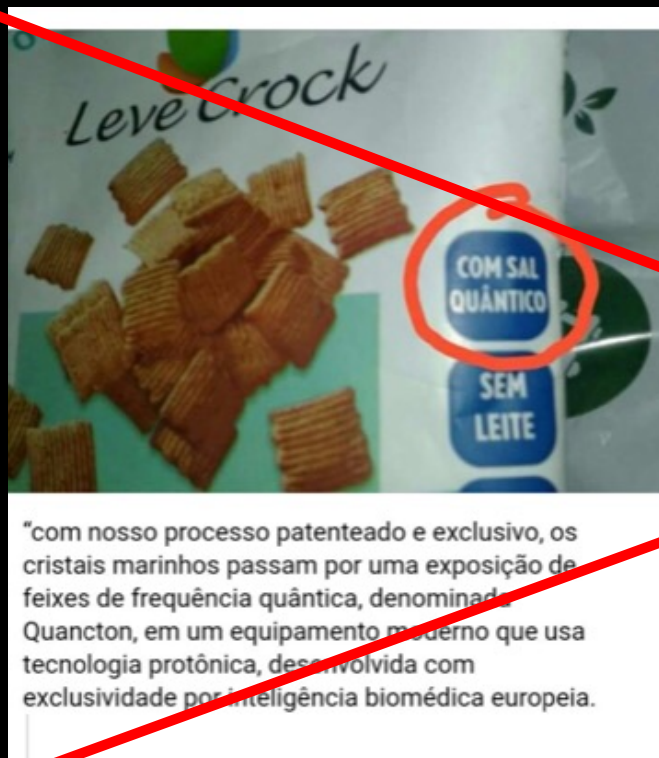 Leve Crock
COM SAL
QUÂNTICO
SEM
LEITE
“com nosso processo patenteado e exclusivo, os
cristais marinhos passam por uma exposição de
feixes de frequência quântica, denominada
Quancton, em um equipamento moderno que usa
tecnologia protônica, desenvolvida com
exclusividade por inteligência biomédica europeia.